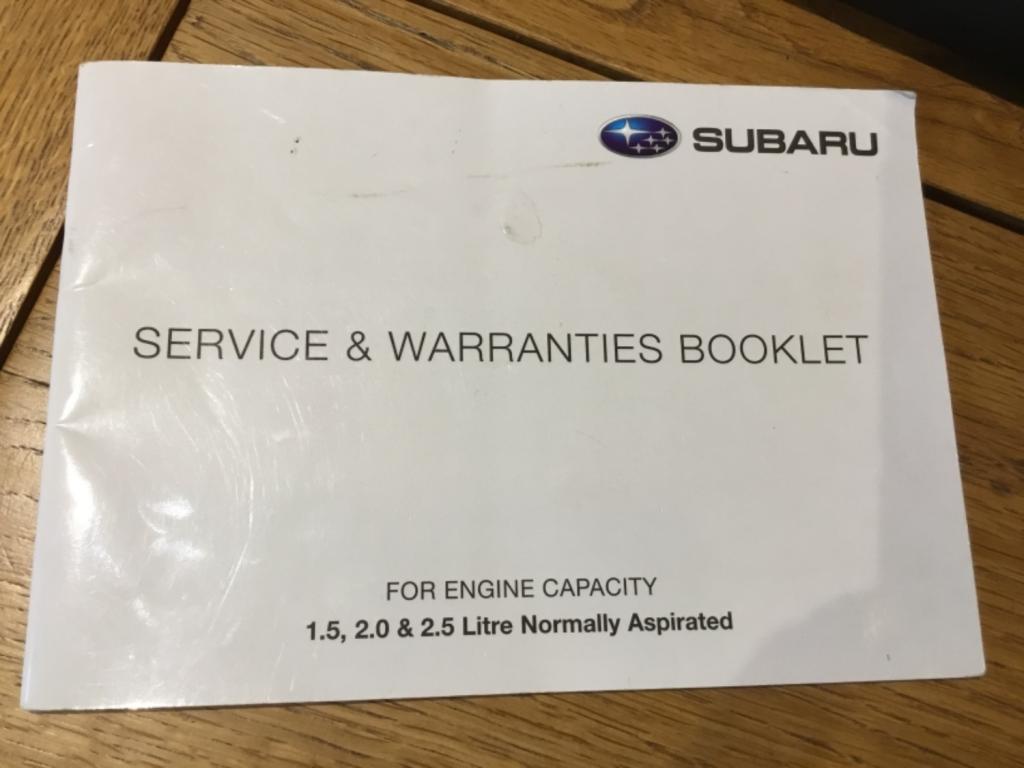 SUBARU
SERVICE & WARRANTIES BOOKLET
FOR ENGINE CAPACITY
1.5, 2.0 & 2.5 Litre Normally Aspirated